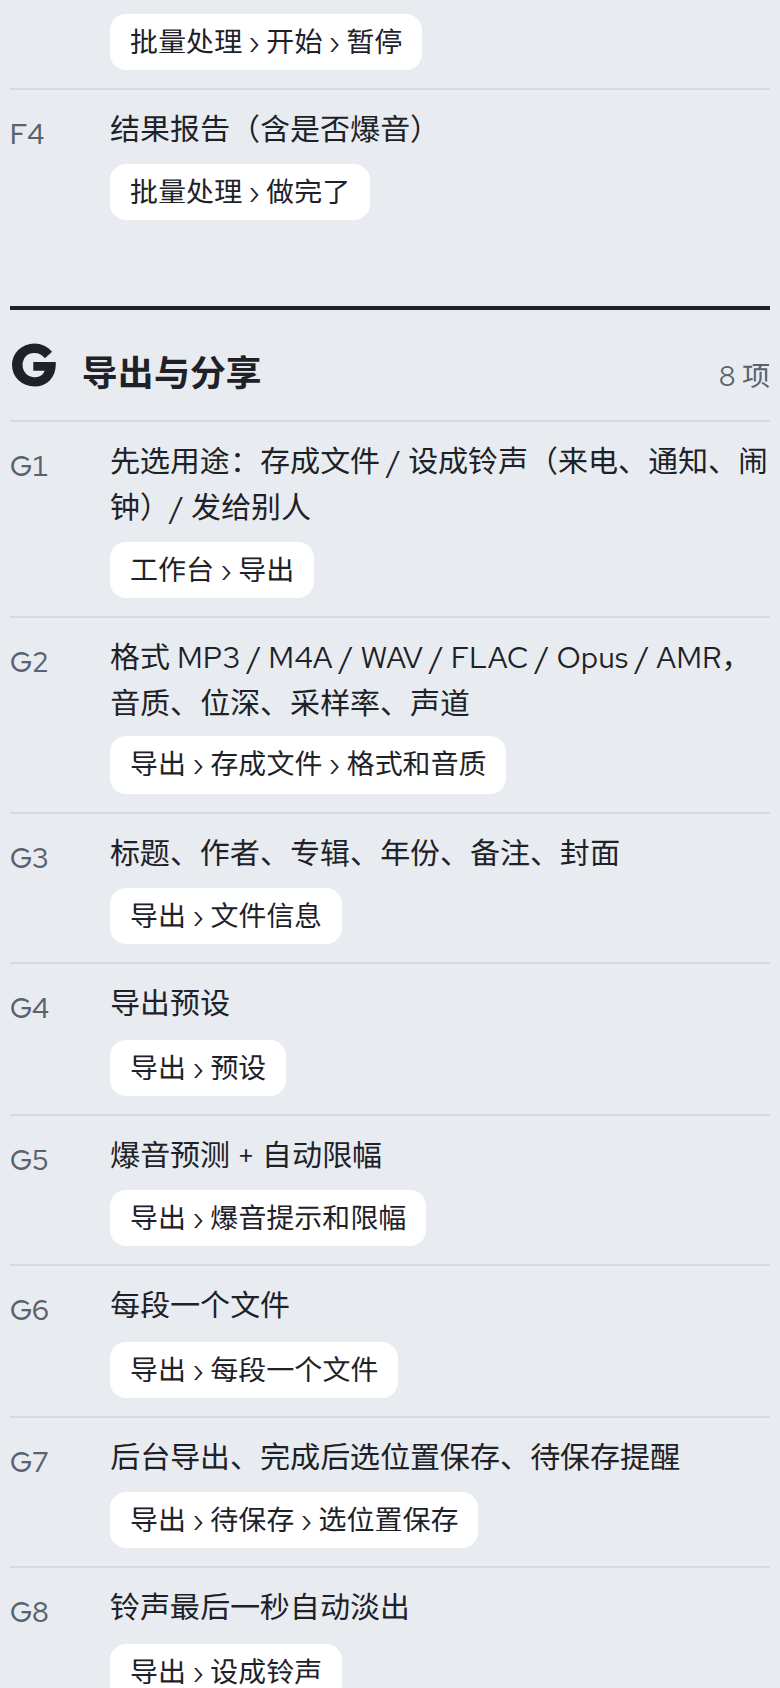 批量处理 › 开始 › 暂停
F4
结果报告（含是否爆音）
批量处理 › 做完了
G 导出与分享 8 项
G1
先选用途：存成文件 / 设成铃声（来电、通知、闹
钟）/ 发给别人
工作台 › 导出
G2
格式 MP3 / M4A / WAV / FLAC / Opus / AMR，
音质、位深、采样率、声道
导出 › 存成文件 › 格式和音质
G3
标题、作者、专辑、年份、备注、封面
导出 › 文件信息
G4
导出预设
导出 › 预设
G5
爆音预测 + 自动限幅
导出 › 爆音提示和限幅
G6
每段一个文件
导出 › 每段一个文件
G7
后台导出、完成后选位置保存、待保存提醒
导出 › 待保存 › 选位置保存
G8
铃声最后一秒自动淡出
导出 › 设成铃声